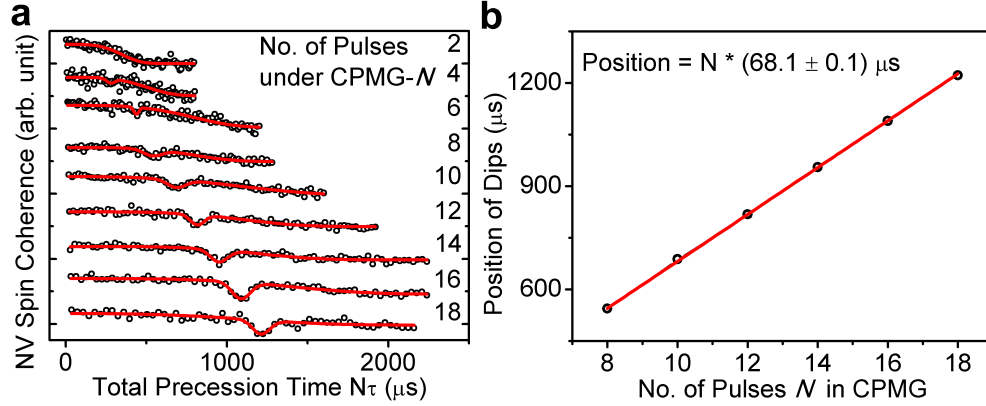 a
No. of Pulses
under CPMG-N
2
4
6
8
10
12
14
16
18
NV Spin Coherence (arb. unit)
0
1000
2000
Total Precession Time Nτ (μs)
b
Position = N * (68.1 ± 0.1) μs
Position of Dips (μs)
1200
900
600
8
10
12
14
16
18
No. of Pulses N in CPMG